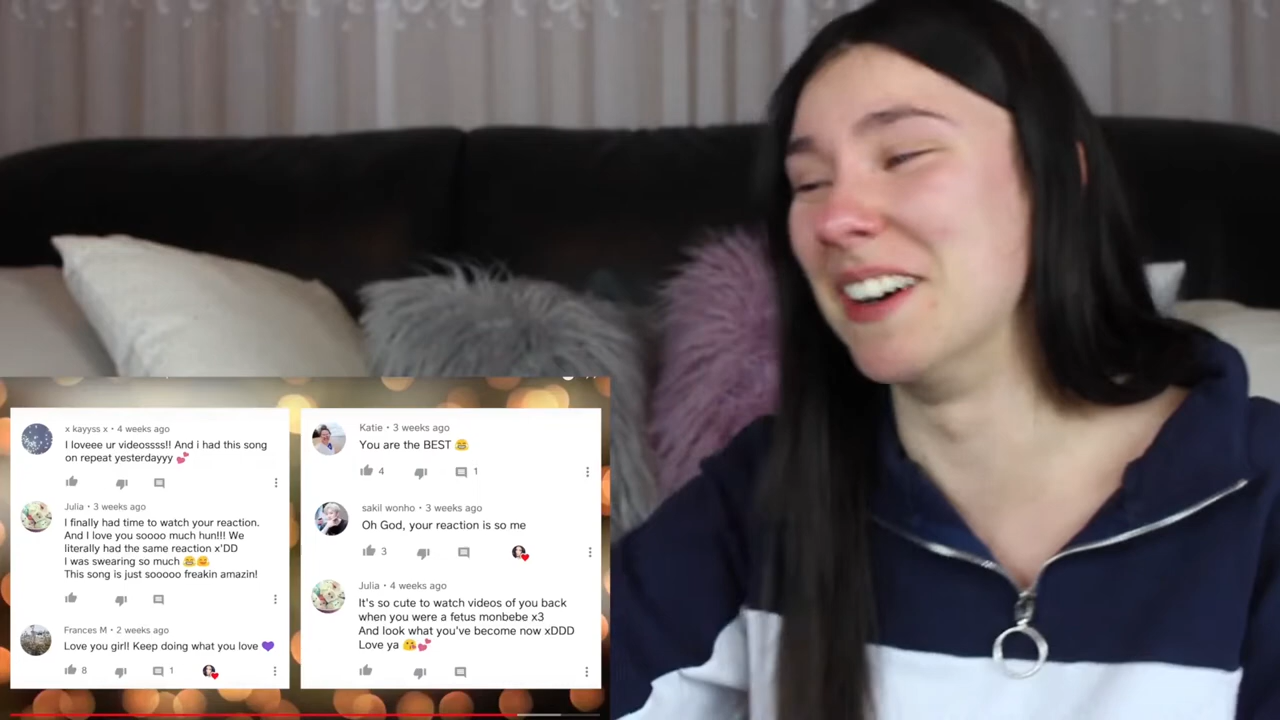 x kayyss x • 4 weeks ago
I loveee ur videossss!! And i had this song
on repeat yesterdayyy 💕
Julia • 3 weeks ago
I finally had time to watch your reaction.
And I love you soooo much hun!!! We
literally had the same reaction x'DD
I was swearing so much 😂🤗
This song is just sooooo freakin amazin!
Frances M • 2 weeks ago
Love you girl! Keep doing what you love 💜
8
1
Katie • 3 weeks ago
You are the BEST 😂
4
1
sakil wonho • 3 weeks ago
Oh God, your reaction is so me
3
Julia • 4 weeks ago
It's so cute to watch videos of you back
when you were a fetus monbebe x3
And look what you've become now xDDD
Love ya 😘💕